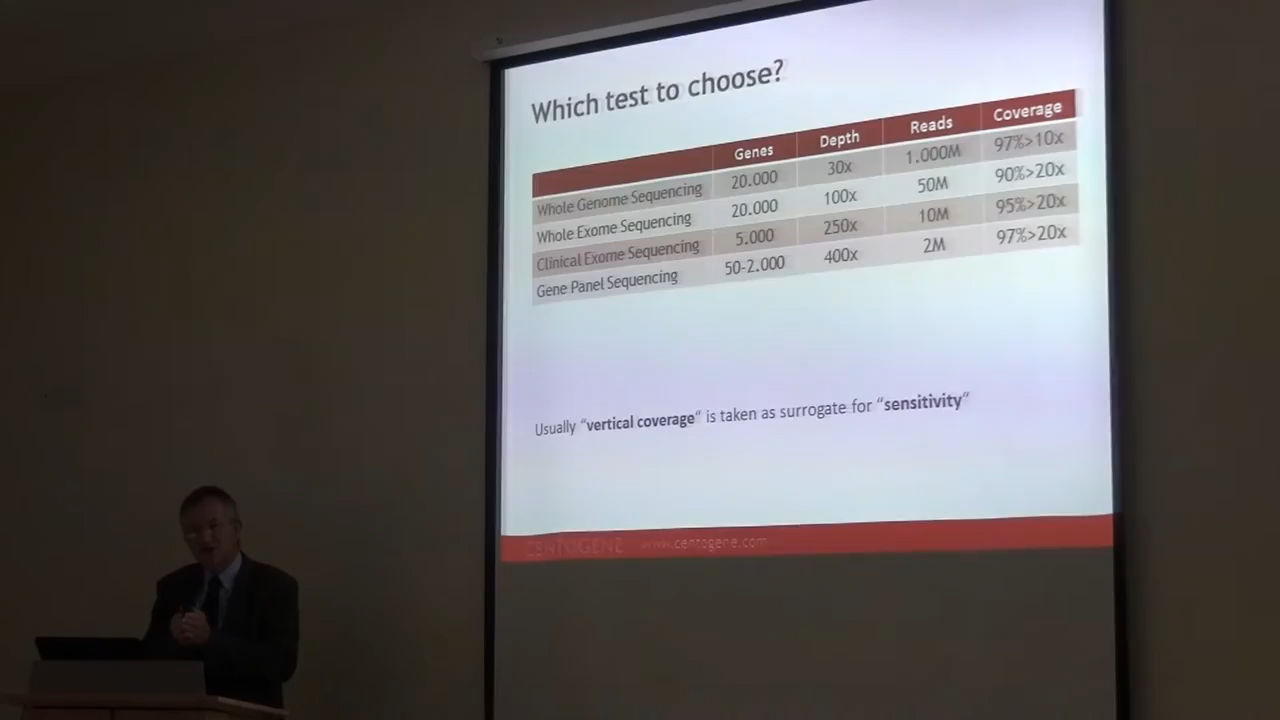 Which test to choose?
Genes Depth Reads Coverage
Whole Genome Sequencing 20.000 30x 1.000M 97%>10x
Whole Exome Sequencing 20.000 100x 50M 90%>20x
Clinical Exome Sequencing 5.000 250x 10M 95%>20x
Gene Panel Sequencing 50-2.000 400x 2M 97%>20x
Usually "vertical coverage" is taken as surrogate for "sensitivity"
CENTOGENE www.centogene.com